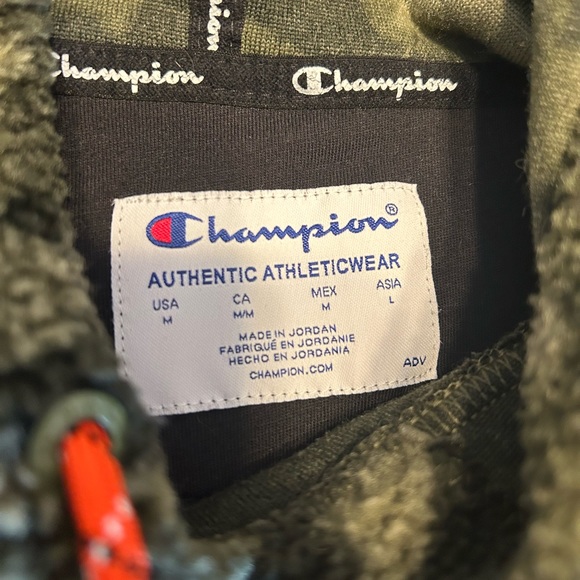 pion
Champion
Champion
Champion®
AUTHENTIC ATHLETICWEAR
USA CA MEX ASIA
M M/M M L
MADE IN JORDAN
FABRIQUÉ EN JORDANIE
HECHO EN JORDANIA
CHAMPION.COM
ADV